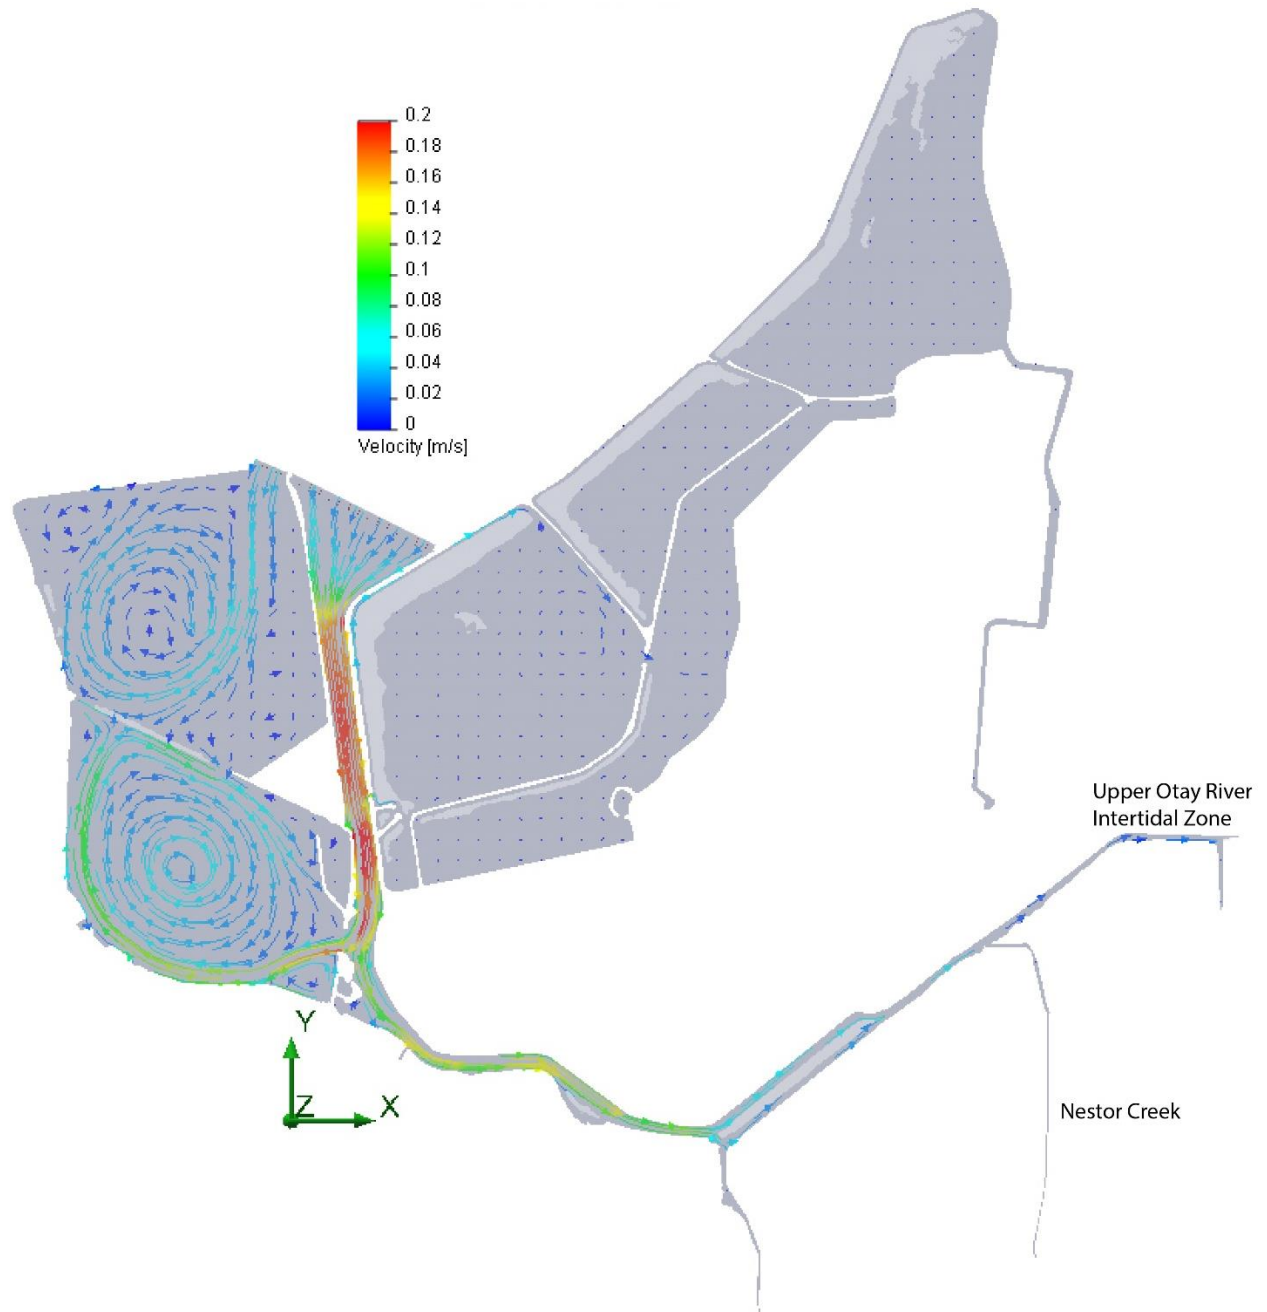 0.2
0.18
0.16
0.14
0.12
0.1
0.08
0.06
0.04
0.02
0
Velocity [m/s]
Upper Otay River
Intertidal Zone
Y
Z
X
Nestor Creek